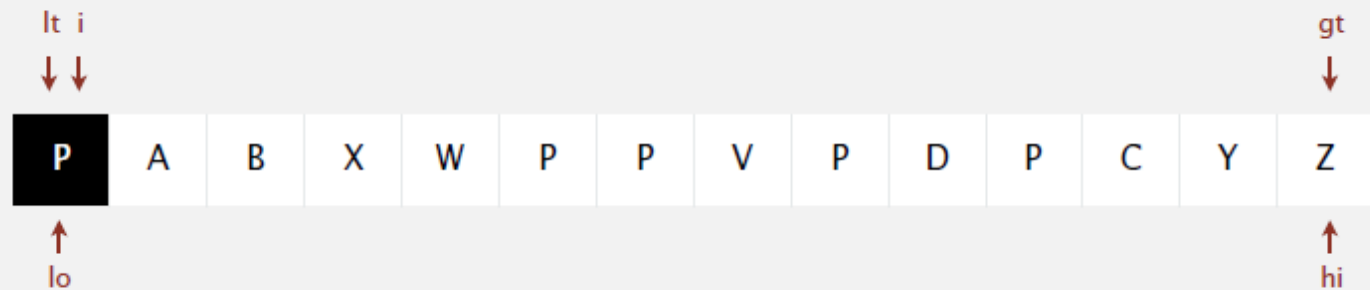 lt i gt
P A B X W P P V P D P C Y Z
lo hi